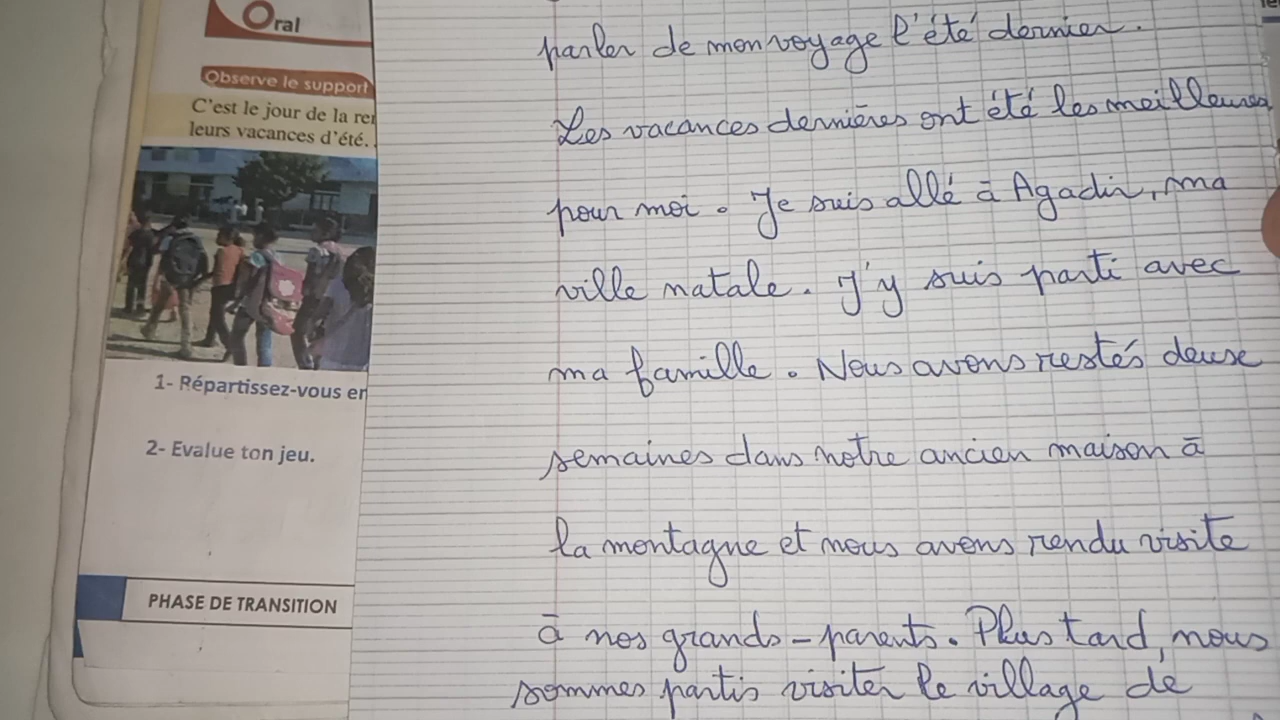 Oral
Observe le support
C'est le jour de la
leurs vacances d'été.
1- Répartissez-vous en
2- Evalue ton jeu.
PHASE DE TRANSITION
parler de mon voyage l'été dernier.
Les vacances dernières ont été les meilleures
pour moi. Je suis allé à Agadir, ma
ville natale. J'y suis parti avec
ma famille. Nous avons restés deuse
semaines dans notre ancien maison à
la montagne et nous avons rendu visite
à nos grands-parents. Plus tard, nous
sommes partis visiter le village de